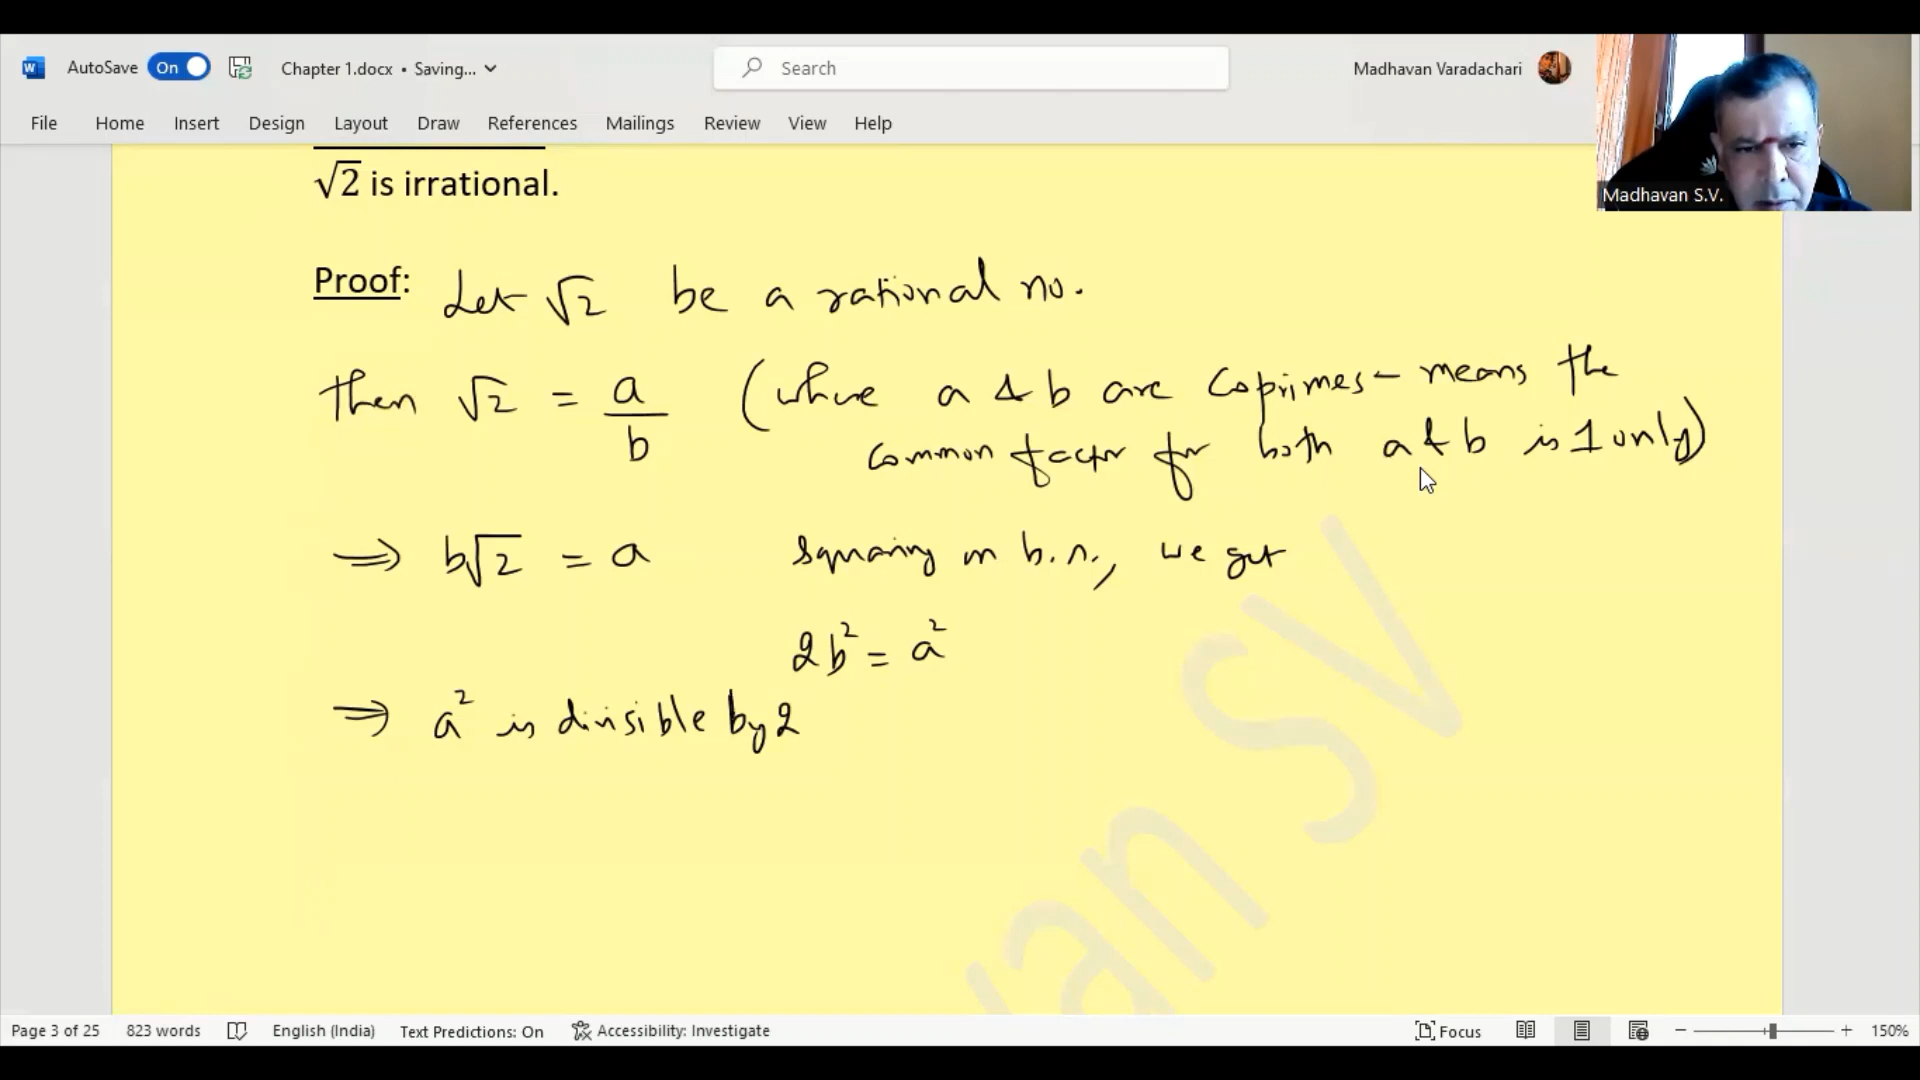 AutoSave On Chapter 1.docx • Saving... Search Madhavan Varadachari
File Home Insert Design Layout Draw References Mailings Review View Help
Madhavan S.V.
√2 is irrational.
Proof: Let √2 be a rational no.
then √2 = a/b (where a & b are Coprimes - means the
common factor for both a & b is 1 only)
⇒ b√2 = a squaring on b.s., we get
2b² = a²
⇒ a² is divisible by 2
van SV
Page 3 of 25 823 words English (India) Text Predictions: On Accessibility: Investigate Focus 150%